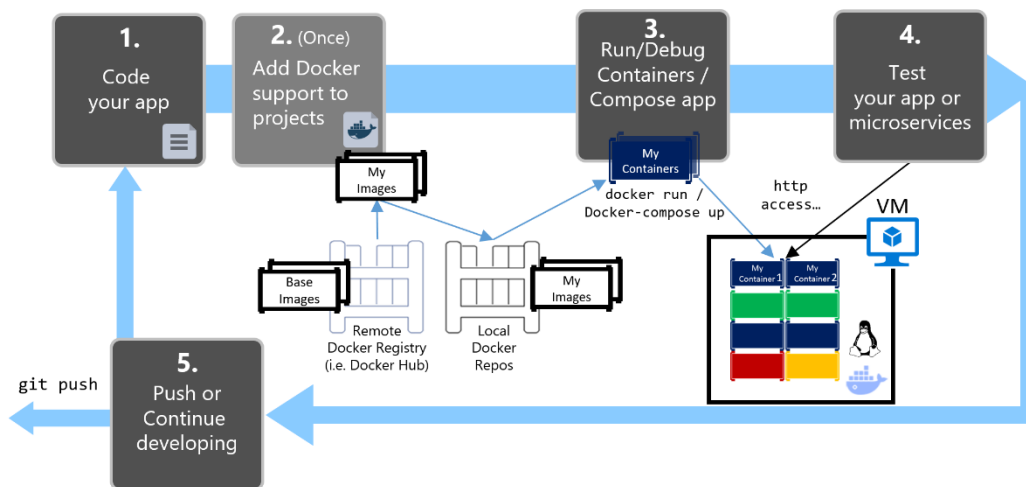 1.
Code
your app
2. (Once)
Add Docker
support to
projects
3.
Run/Debug
Containers /
Compose app
4.
Test
your app or
microservices
My
Images
My
Containers
docker run /
Docker-compose up
http
access…
VM
Base
Images
My
Images
My
Container 1
My
Container 2
Remote
Docker Registry
(i.e. Docker Hub)
Local
Docker
Repos
5.
Push or
Continue
developing
git push